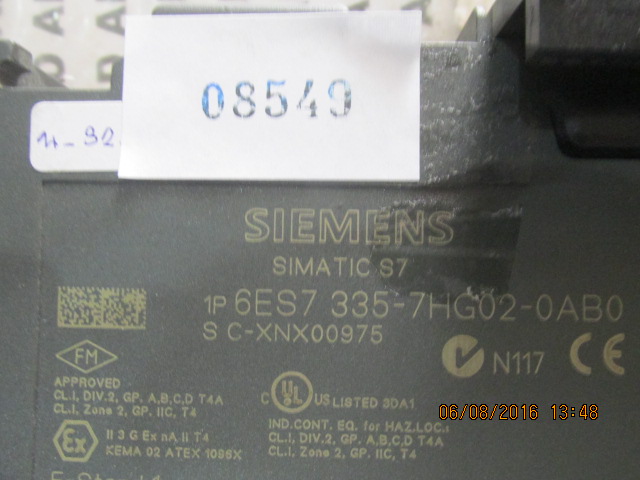 08549
SIEMENS
SIMATIC S7
1P 6ES7 335-7HG02-0AB0
S C-XNX00975
N117 CE
FM
APPROVED
CL.I, DIV.2, GP. A,B,C,D T4A
CL.I, Zone 2, GP. IIC, T4
C UL US LISTED 3DA1
IND.CONT. EQ. for HAZ.LOC.:
CL.I, DIV.2, GP. A,B,C,D T4A
CL.I, Zone 2, GP. IIC, T4
06/08/2016 13:48
Ex II 3 G Ex nA II T4
KEMA 02 ATEX 1096X